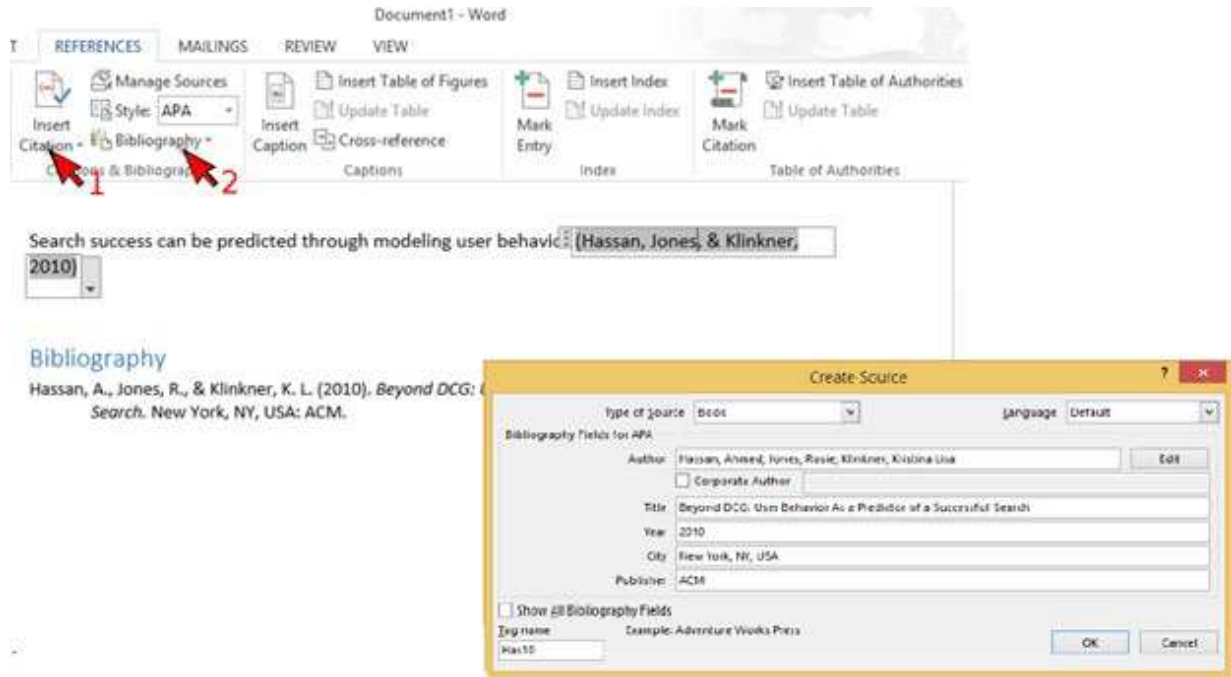 Document1 - Word
T REFERENCES MAILINGS REVIEW VIEW
Manage Sources Insert Table of Figures Insert Index Insert Table of Authorities
Style: APA Update Table Update Index Update Table
Insert Insert Mark Mark
Citation Bibliography Caption Cross-reference Entry Citation
1 2
& Bibliograp Captions Index Table of Authorities
Search success can be predicted through modeling user behavic (Hassan, Jones, & Klinkner,
2010)
Bibliography
Hassan, A., Jones, R., & Klinkner, K. L. (2010). Beyond DCG:
Search. New York, NY, USA: ACM.
Create Source ?
Type of Source Book Language Default
Bibliography Fields for APA
Author Hassan, Ahmed; Jones, Rosie; Klinkner, Kristina Lisa Edit
Corporate Author
Title Beyond DCG: User Behavior As a Predictor of a Successful Search
Year 2010
City New York, NY, USA
Publisher ACM
Show All Bibliography Fields
Tag name Example: Adventure Works Press
Has10 OK Cancel